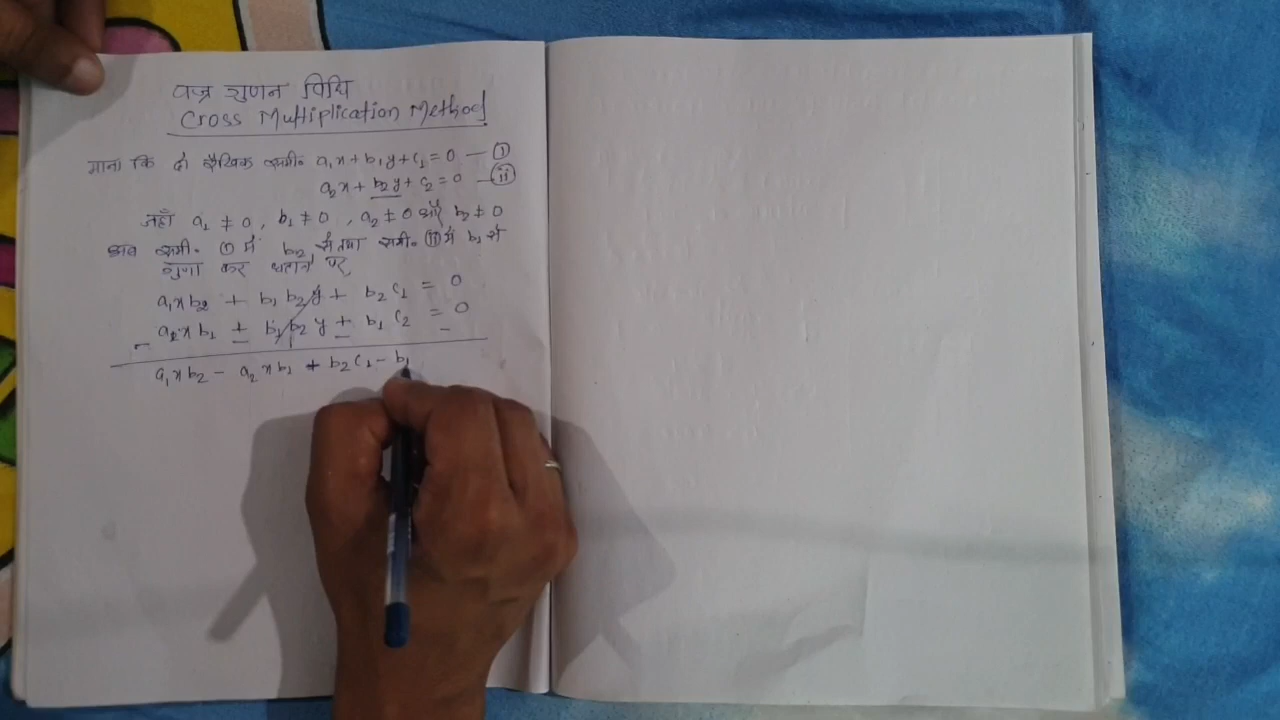 वज्र गुणन विधि
Cross Multiplication Method
माना कि दो रैखिक समी॰ a₁x + b₁y + c₁ = 0 — (i)
a₂x + b₂y + c₂ = 0 — (ii)
जहाँ a₁ ≠ 0, b₁ ≠ 0, a₂ ≠ 0 और b₂ ≠ 0
अब समी॰ (i) में b₂ से तथा समी॰ (ii) में b₁ से
गुणा कर घटाने पर
a₁xb₂ + b₁b₂y + b₂c₁ = 0
a₂xb₁ ± b₁b₂y ± b₁c₂ = 0
- -
a₁xb₂ - a₂xb₁ + b₂c₁ - b₁